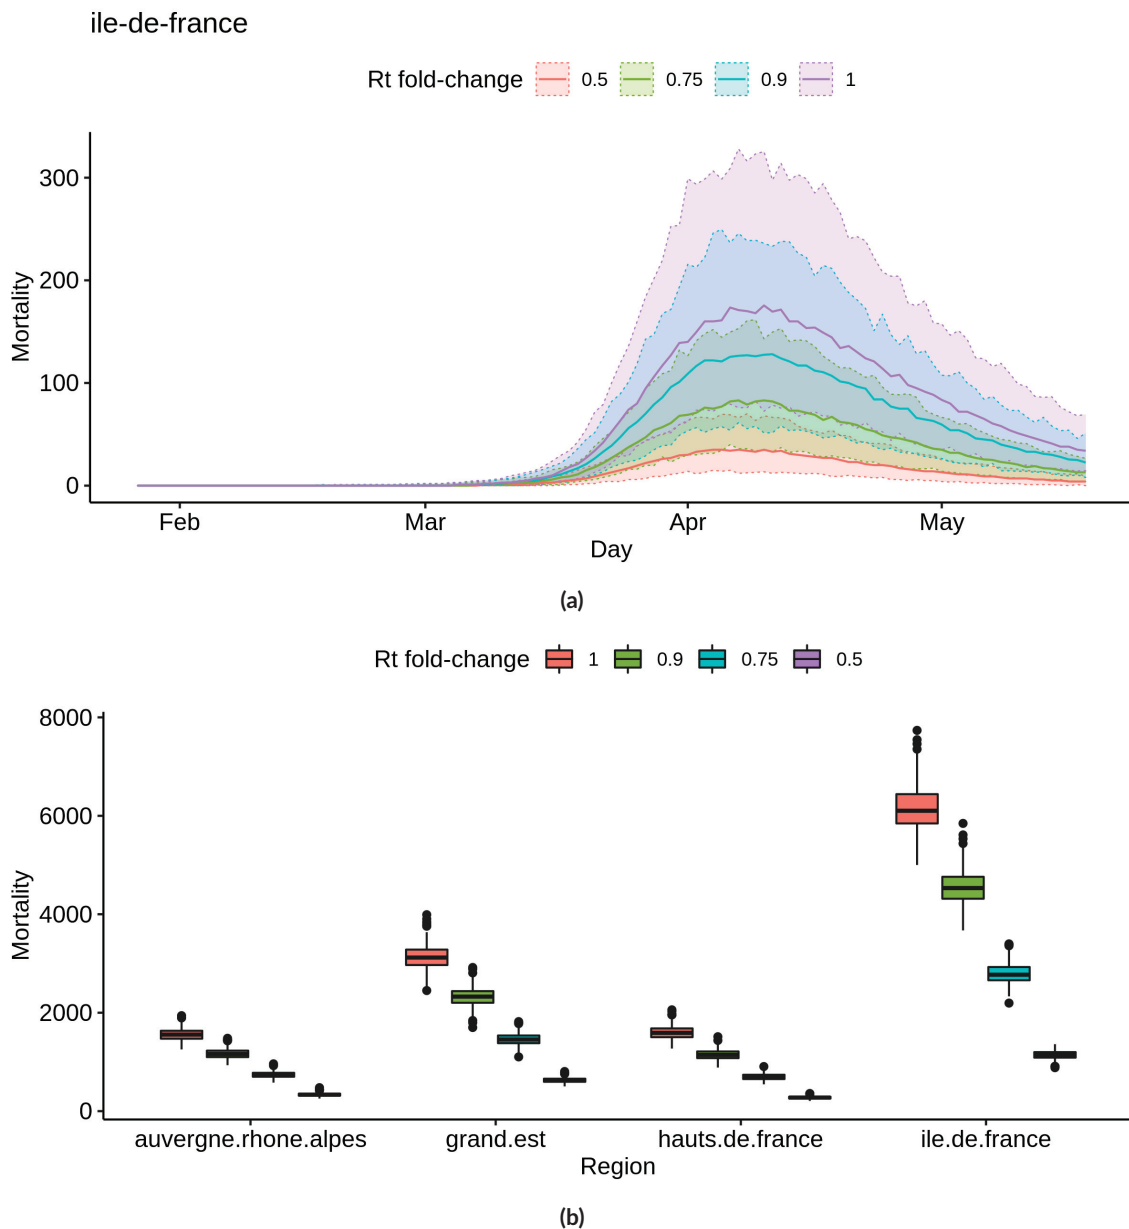 ile-de-france
Rt fold-change 0.5 0.75 0.9 1
300
200
100
0
Mortality
Feb Mar Apr May
Day
(a)
Rt fold-change 1 0.9 0.75 0.5
8000
6000
4000
2000
0
Mortality
auvergne.rhone.alpes grand.est hauts.de.france ile.de.france
Region
(b)